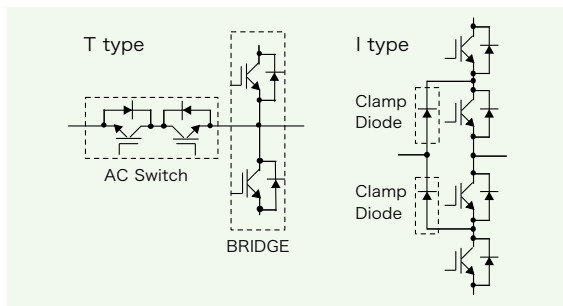 T type
AC Switch
BRIDGE
I type
Clamp
Diode
Clamp
Diode